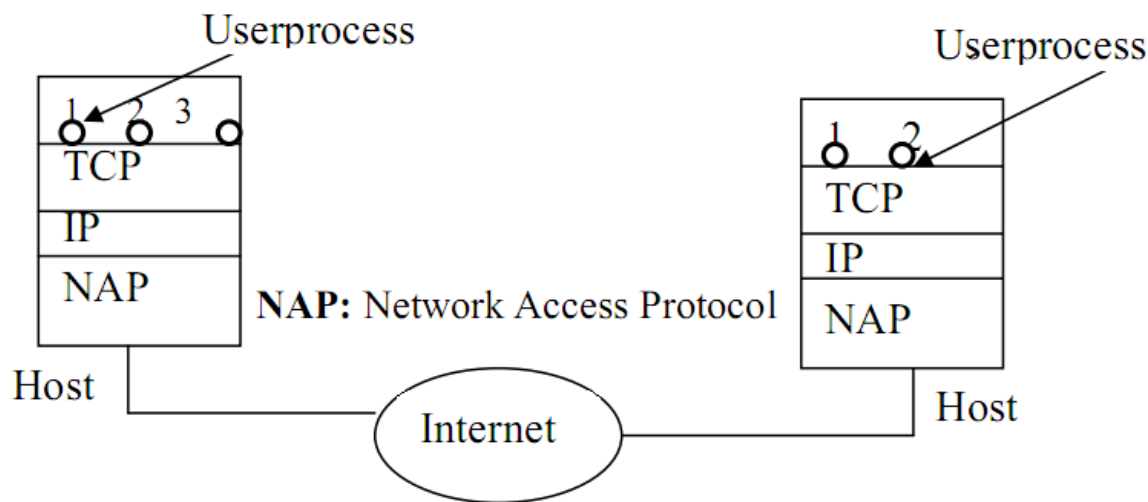 Userprocess
Userprocess
1 2 3
TCP
IP
NAP
1 2
TCP
IP
NAP
NAP: Network Access Protocol
Host
Internet
Host